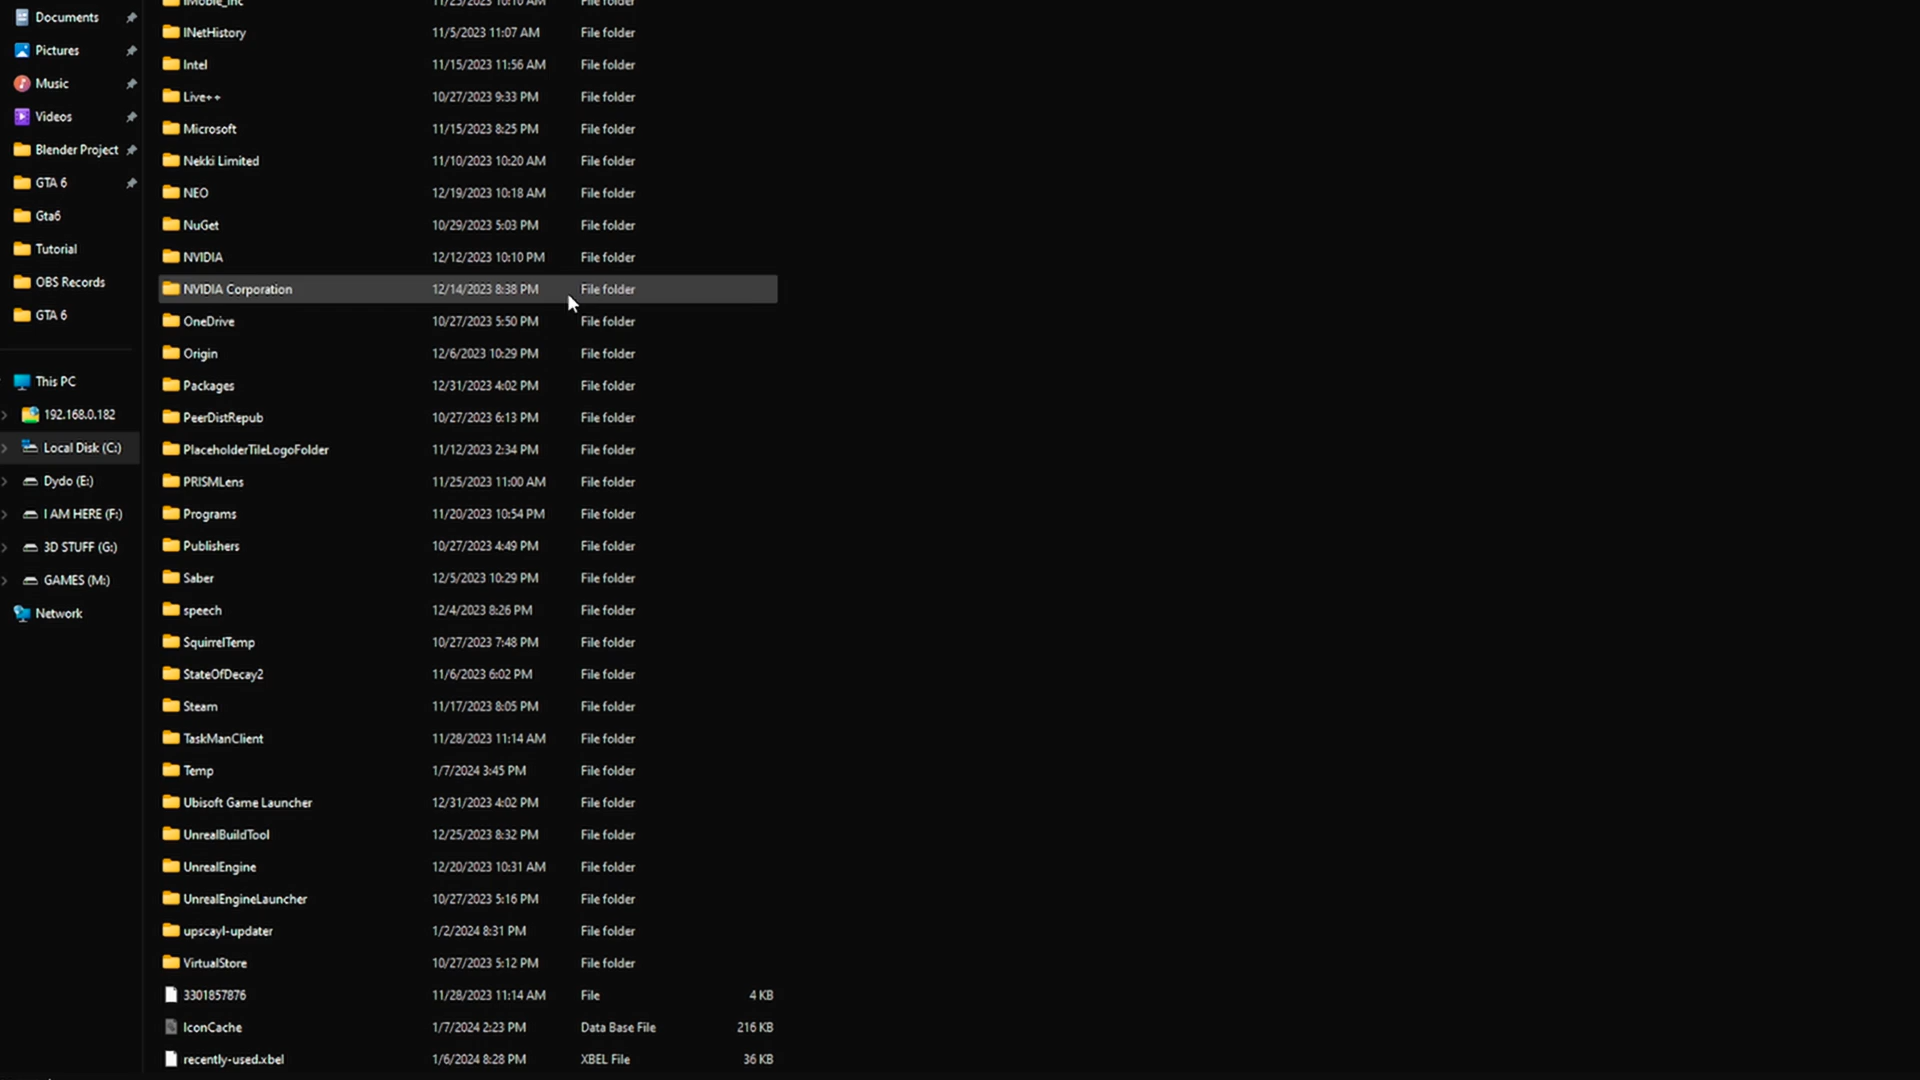 Documents
Pictures
Music
Videos
Blender Project
GTA 6
Gta6
Tutorial
OBS Records
GTA 6
This PC
192.168.0.182
Local Disk (C:)
Dydo (E:)
I AM HERE (F:)
3D STUFF (G:)
GAMES (M:)
Network
iMobie_Inc 11/25/2023 10:10 AM File folder
INetHistory 11/5/2023 11:07 AM File folder
Intel 11/15/2023 11:56 AM File folder
Live++ 10/27/2023 9:33 PM File folder
Microsoft 11/15/2023 8:25 PM File folder
Nekki Limited 11/10/2023 10:20 AM File folder
NEO 12/19/2023 10:18 AM File folder
NuGet 10/29/2023 5:03 PM File folder
NVIDIA 12/12/2023 10:10 PM File folder
NVIDIA Corporation 12/14/2023 8:38 PM File folder
OneDrive 10/27/2023 5:50 PM File folder
Origin 12/6/2023 10:29 PM File folder
Packages 12/31/2023 4:02 PM File folder
PeerDistRepub 10/27/2023 6:13 PM File folder
PlaceholderTileLogoFolder 11/12/2023 2:34 PM File folder
PRISMLens 11/25/2023 11:00 AM File folder
Programs 11/20/2023 10:54 PM File folder
Publishers 10/27/2023 4:49 PM File folder
Saber 12/5/2023 10:29 PM File folder
speech 12/4/2023 8:26 PM File folder
SquirrelTemp 10/27/2023 7:48 PM File folder
StateOfDecay2 11/6/2023 6:02 PM File folder
Steam 11/17/2023 8:05 PM File folder
TaskManClient 11/28/2023 11:14 AM File folder
Temp 1/7/2024 3:45 PM File folder
Ubisoft Game Launcher 12/31/2023 4:02 PM File folder
UnrealBuildTool 12/25/2023 8:32 PM File folder
UnrealEngine 12/20/2023 10:31 AM File folder
UnrealEngineLauncher 10/27/2023 5:16 PM File folder
upscayl-updater 1/2/2024 8:31 PM File folder
VirtualStore 10/27/2023 5:12 PM File folder
3301857876 11/28/2023 11:14 AM File 4 KB
IconCache 1/7/2024 2:23 PM Data Base File 216 KB
recently-used.xbel 1/6/2024 8:28 PM XBEL File 36 KB